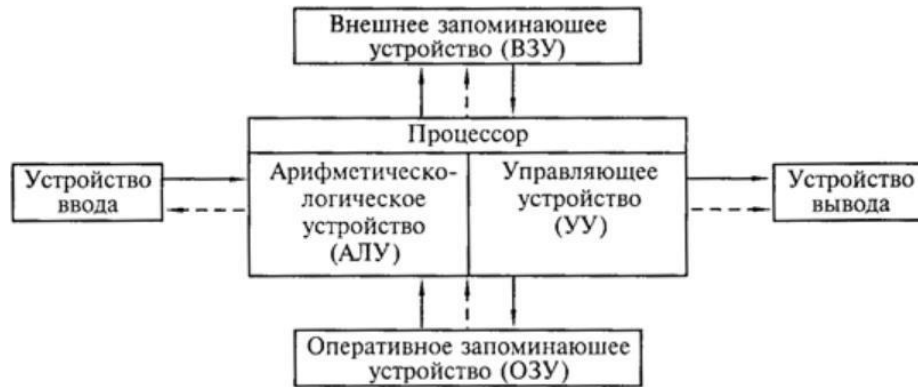 Внешнее запоминаюшее
устройство (ВЗУ)
Процессор
Устройство
ввода
Арифметическо-
логическое
устройство
(АЛУ)
Управляющее
устройство
(УУ)
Устройство
вывода
Оперативное запоминаюшее
устройство (ОЗУ)